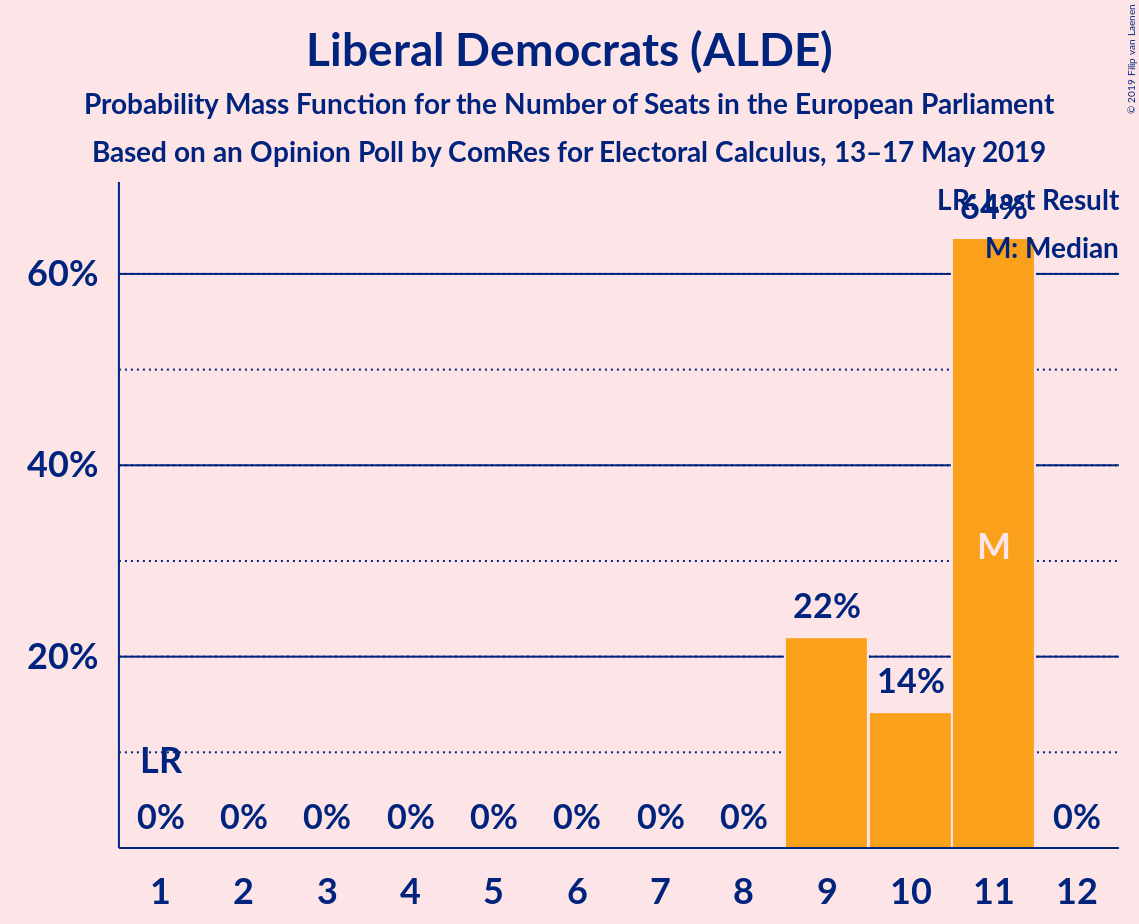 Liberal Democrats (ALDE)
Probability Mass Function for the Number of Seats in the European Parliament
Based on an Opinion Poll by ComRes for Electoral Calculus, 13–17 May 2019
© 2019 Filip van Laenen
LR: Last Result
64%
M: Median
60%
40%
M
22%
20%
14%
LR
0% 0% 0% 0% 0% 0% 0% 0% 0%
1 2 3 4 5 6 7 8 9 10 11 12